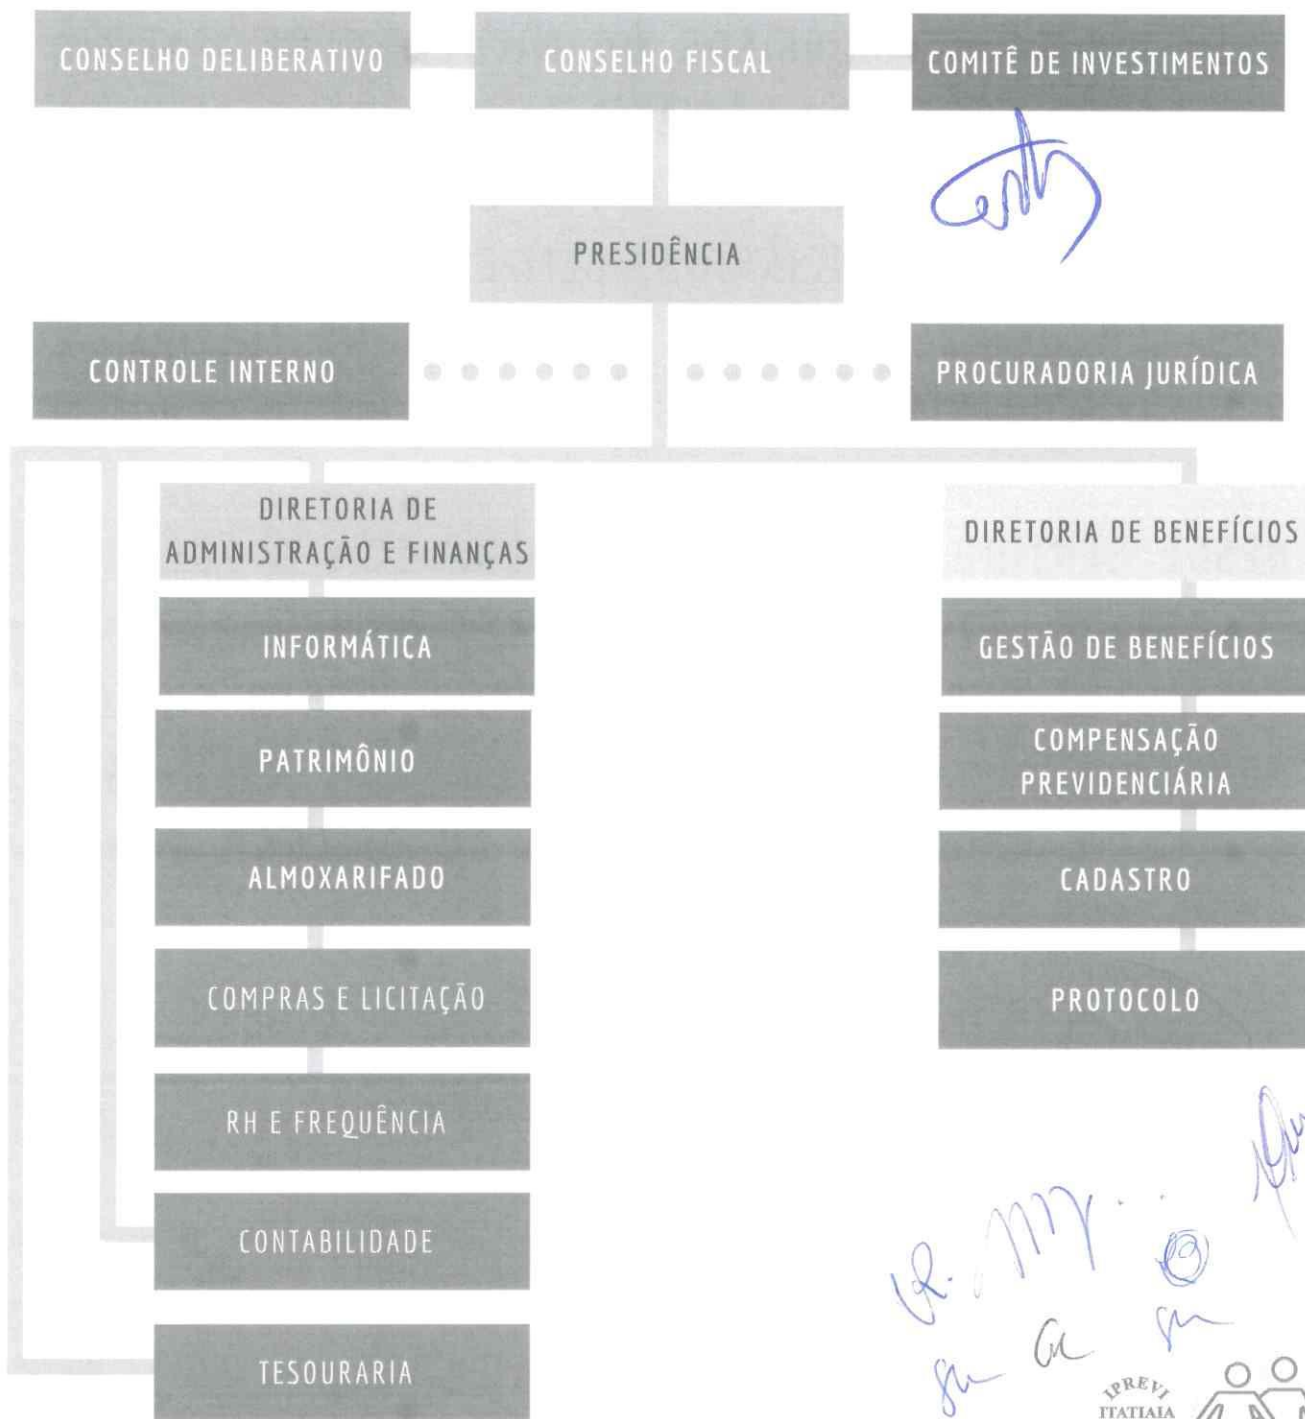 CONSELHO DELIBERATIVO
CONSELHO FISCAL
COMITÊ DE INVESTIMENTOS
PRESIDÊNCIA
CONTROLE INTERNO
PROCURADORIA JURÍDICA
DIRETORIA DE
ADMINISTRAÇÃO E FINANÇAS
DIRETORIA DE BENEFÍCIOS
INFORMÁTICA
GESTÃO DE BENEFÍCIOS
PATRIMÔNIO
COMPENSAÇÃO
PREVIDENCIÁRIA
ALMOXARIFADO
CADASTRO
COMPRAS E LICITAÇÃO
PROTOCOLO
RH E FREQUÊNCIA
CONTABILIDADE
TESOURARIA
IPREVI
ITATIAIA